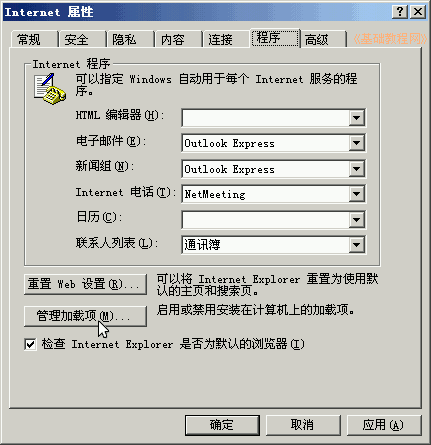 Internet 属性
常规 安全 隐私 内容 连接 程序 高级 《基础教程网》
Internet 程序
可以指定 Windows 自动用于每个 Internet 服务的程
序。
HTML 编辑器(H):
电子邮件(E): Outlook Express
新闻组(N): Outlook Express
Internet 电话(T): NetMeeting
日历(C):
联系人列表(L): 通讯簿
重置 Web 设置(R)... 可以将 Internet Explorer 重置为使用默
认的主页和搜索页。
管理加载项(M)... 启用或禁用安装在计算机上的加载项。
检查 Internet Explorer 是否为默认的浏览器(I)
确定 取消 应用(A)